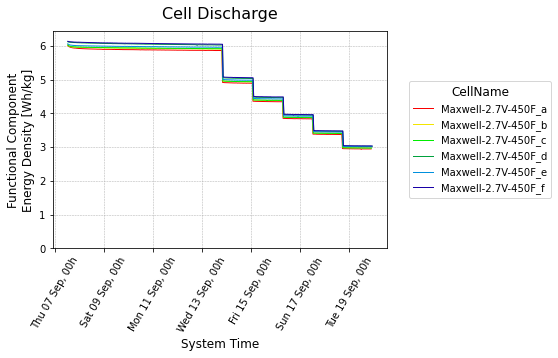 Cell Discharge
Functional Component
Energy Density [Wh/kg]
6
5
4
3
2
1
0
Thu 07 Sep, 00h
Sat 09 Sep, 00h
Mon 11 Sep, 00h
Wed 13 Sep, 00h
Fri 15 Sep, 00h
Sun 17 Sep, 00h
Tue 19 Sep, 00h
System Time
CellName
Maxwell-2.7V-450F_a
Maxwell-2.7V-450F_b
Maxwell-2.7V-450F_c
Maxwell-2.7V-450F_d
Maxwell-2.7V-450F_e
Maxwell-2.7V-450F_f